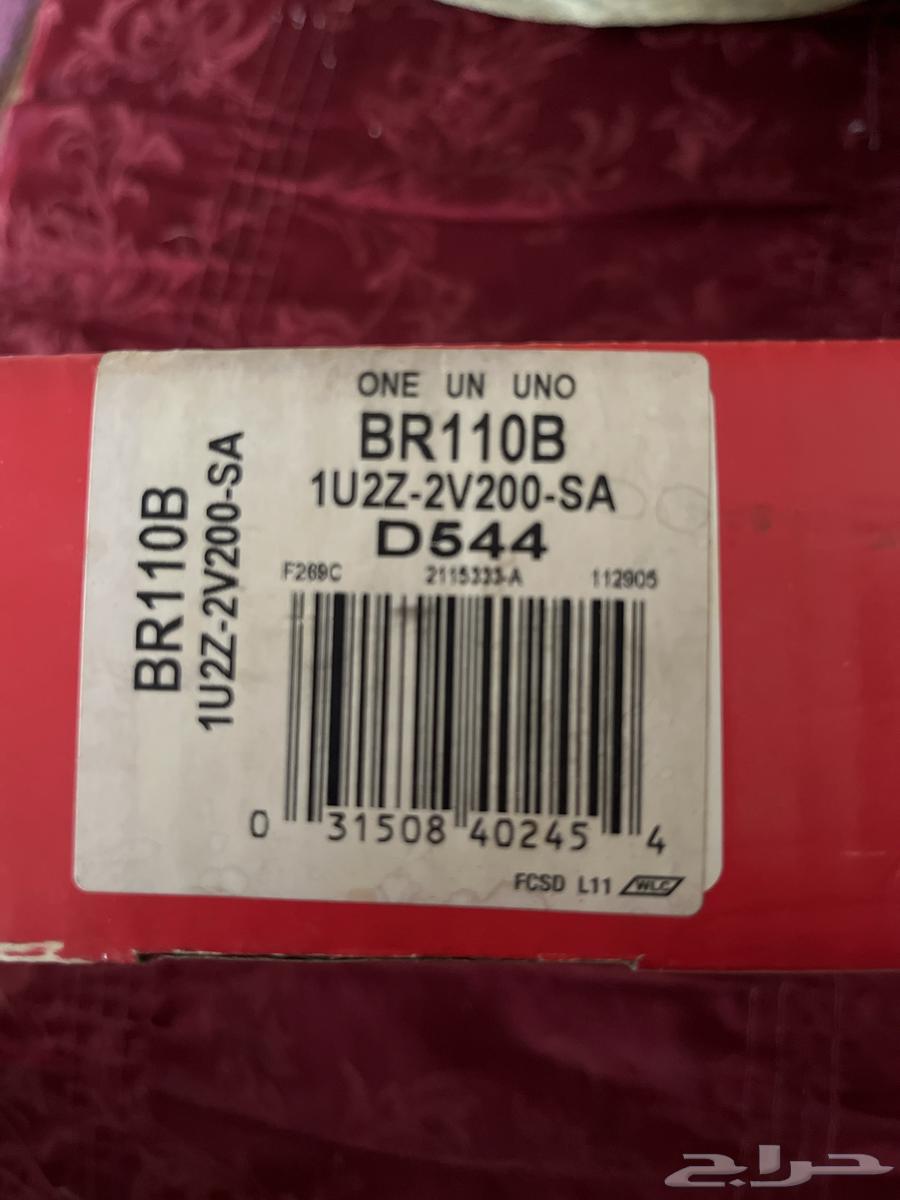 ONE UN UNO
BR110B
1U2Z-2V200-SA
D544
F269C 2115333-A 112905
0 31508 40245 4
FCSD L11 WLC
BR110B
1U2Z-2V200-SA
حراج